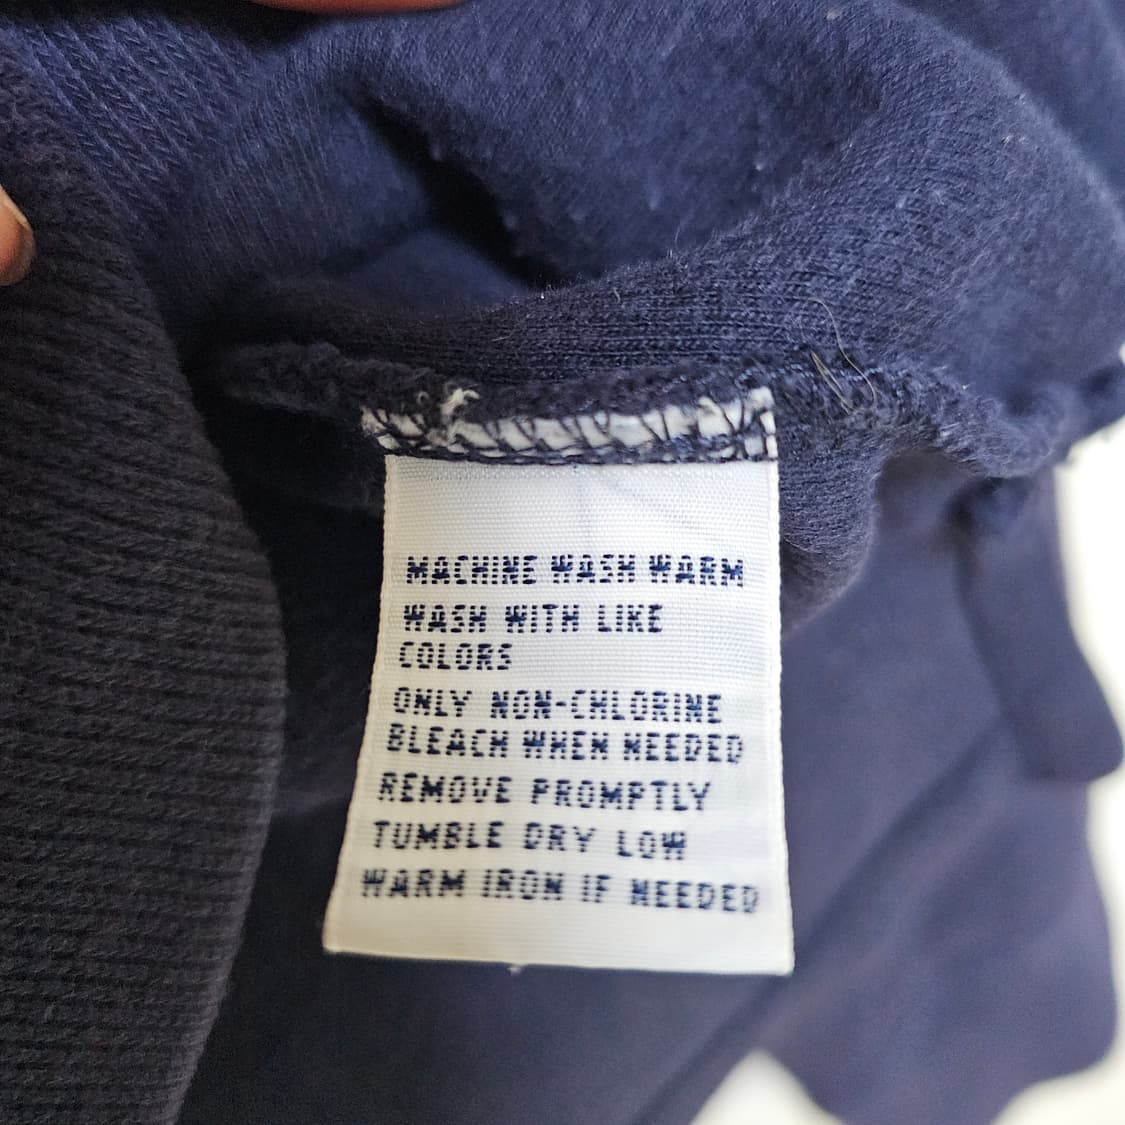 MACHINE WASH WARM
WASH WITH LIKE
COLORS
ONLY NON-CHLORINE
BLEACH WHEN NEEDED
REMOVE PROMPTLY
TUMBLE DRY LOW
WARM IRON IF NEEDED